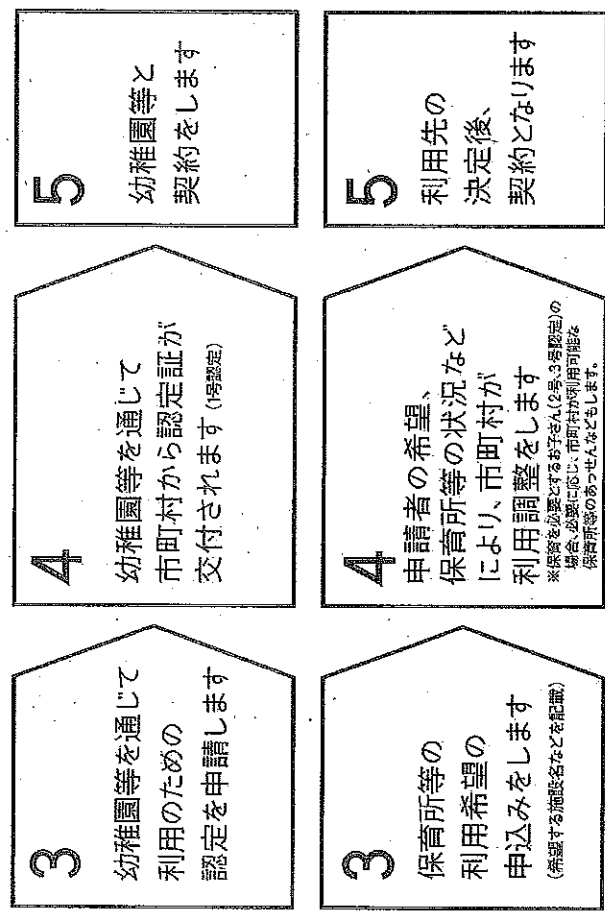 3
幼稚園等を通じて
利用のための
認定を申請します
4
幼稚園等を通じて
市町村から認定証が
交付されます(1号認定)
5
幼稚園等と
契約をします
3
保育所等の
利用希望の
申込みをします
(希望する施設名などを記載)
4
申請者の希望、
保育所等の状況など
により、市町村が
利用調整をします
※保育を必要とするお子さん(2号、3号認定)の
場合、必要に応じ、市町村が利用可能な
保育所等のあっせんなどもします。
5
利用先の
決定後、
契約となります